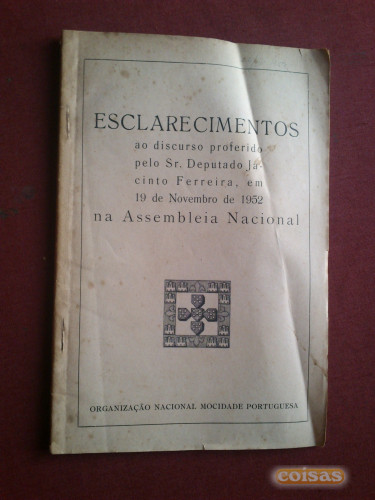 ESCLARECIMENTOS
ao discurso proferido
pelo Sr. Deputado Ja-
cinto Ferreira, em
19 de Novembro de 1952
na Assembleia Nacional
ORGANIZAÇÃO NACIONAL MOCIDADE PORTUGUESA
coisas